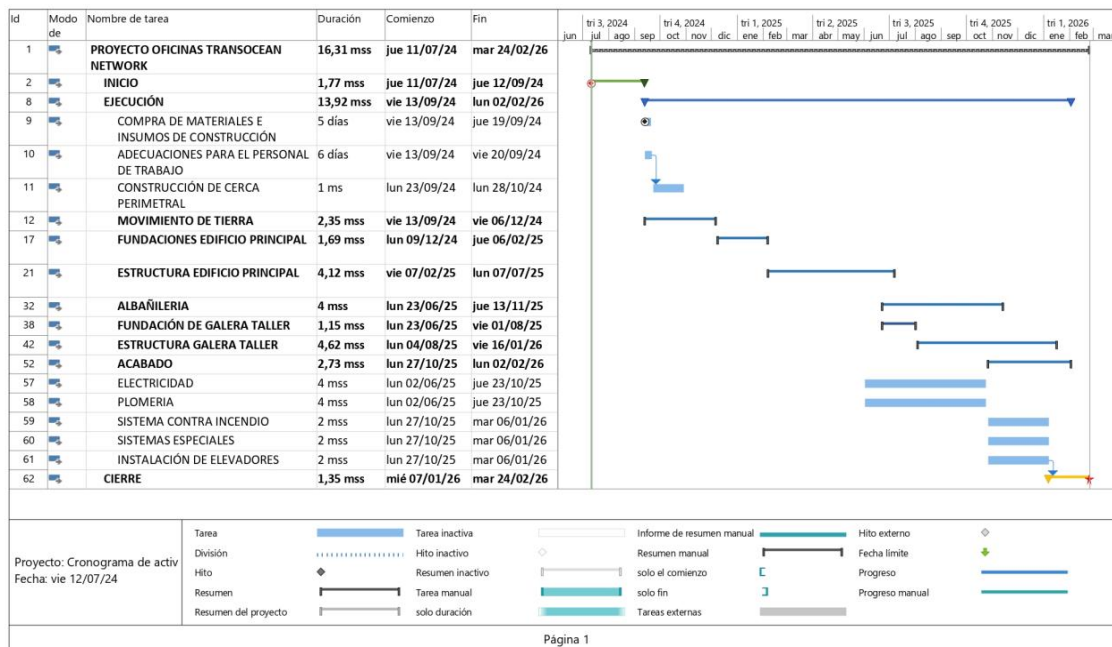 Id Modo de Nombre de tarea Duración Comienzo Fin
tri 3, 2024 tri 4, 2024 tri 1, 2025 tri 2, 2025 tri 3, 2025 tri 4, 2025 tri 1, 2026
jun jul ago sep oct nov dic ene feb mar abr may jun jul ago sep oct nov dic ene feb mar
1 PROYECTO OFICINAS TRANSOCEAN NETWORK 16,31 mss jue 11/07/24 mar 24/02/26
2 INICIO 1,77 mss jue 11/07/24 jue 12/09/24
8 EJECUCIÓN 13,92 mss vie 13/09/24 lun 02/02/26
9 COMPRA DE MATERIALES E INSUMOS DE CONSTRUCCIÓN 5 días vie 13/09/24 jue 19/09/24
10 ADECUACIONES PARA EL PERSONAL DE TRABAJO 6 días vie 13/09/24 vie 20/09/24
11 CONSTRUCCIÓN DE CERCA PERIMETRAL 1 ms lun 23/09/24 lun 28/10/24
12 MOVIMIENTO DE TIERRA 2,35 mss vie 13/09/24 vie 06/12/24
17 FUNDACIONES EDIFICIO PRINCIPAL 1,69 mss lun 09/12/24 jue 06/02/25
21 ESTRUCTURA EDIFICIO PRINCIPAL 4,12 mss vie 07/02/25 lun 07/07/25
32 ALBAÑILERIA 4 mss lun 23/06/25 jue 13/11/25
38 FUNDACIÓN DE GALERA TALLER 1,15 mss lun 23/06/25 vie 01/08/25
42 ESTRUCTURA GALERA TALLER 4,62 mss lun 04/08/25 vie 16/01/26
52 ACABADO 2,73 mss lun 27/10/25 lun 02/02/26
57 ELECTRICIDAD 4 mss lun 02/06/25 jue 23/10/25
58 PLOMERIA 4 mss lun 02/06/25 jue 23/10/25
59 SISTEMA CONTRA INCENDIO 2 mss lun 27/10/25 mar 06/01/26
60 SISTEMAS ESPECIALES 2 mss lun 27/10/25 mar 06/01/26
61 INSTALACIÓN DE ELEVADORES 2 mss lun 27/10/25 mar 06/01/26
62 CIERRE 1,35 mss mié 07/01/26 mar 24/02/26
Proyecto: Cronograma de activ
Fecha: vie 12/07/24
Tarea Tarea inactiva Informe de resumen manual Hito externo
División Hito inactivo Resumen manual Fecha límite
Hito Resumen inactivo solo el comienzo Progreso
Resumen Tarea manual solo fin Progreso manual
Resumen del proyecto solo duración Tareas externas
Página 1